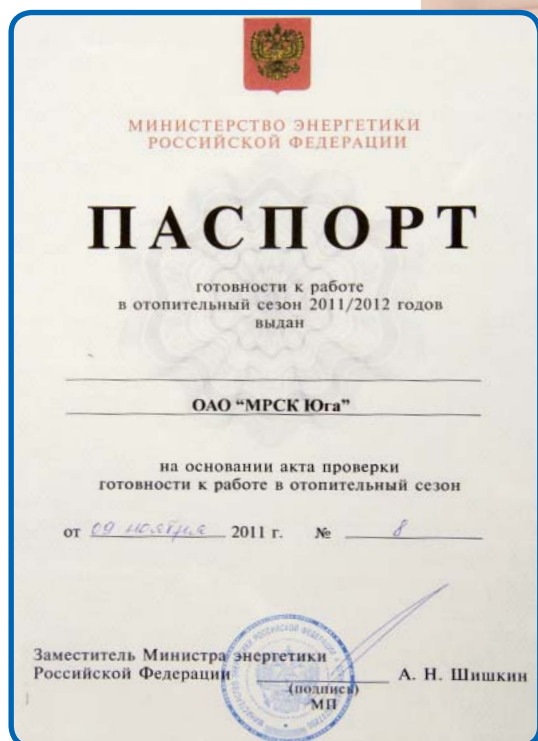 МИНИСТЕРСТВО ЭНЕРГЕТИКИ
РОССИЙСКОЙ ФЕДЕРАЦИИ
ПАСПОРТ
готовности к работе
в отопительный сезон 2011/2012 годов
выдан
ОАО "МРСК Юга"
на основании акта проверки
готовности к работе в отопительный сезон
от 09 ноября 2011 г. № 8
Заместитель Министра энергетики
Российской Федерации А. Н. Шишкин
(подпись)
МП